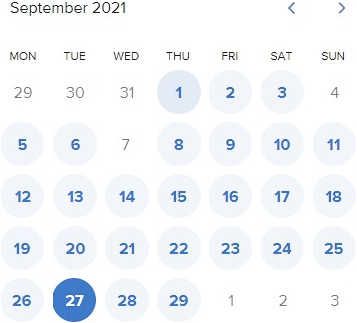 September 2021
MON TUE WED THU FRI SAT SUN
29 30 31 1 2 3 4
5 6 7 8 9 10 11
12 13 14 15 16 17 18
19 20 21 22 23 24 25
26 27 28 29 1 2 3